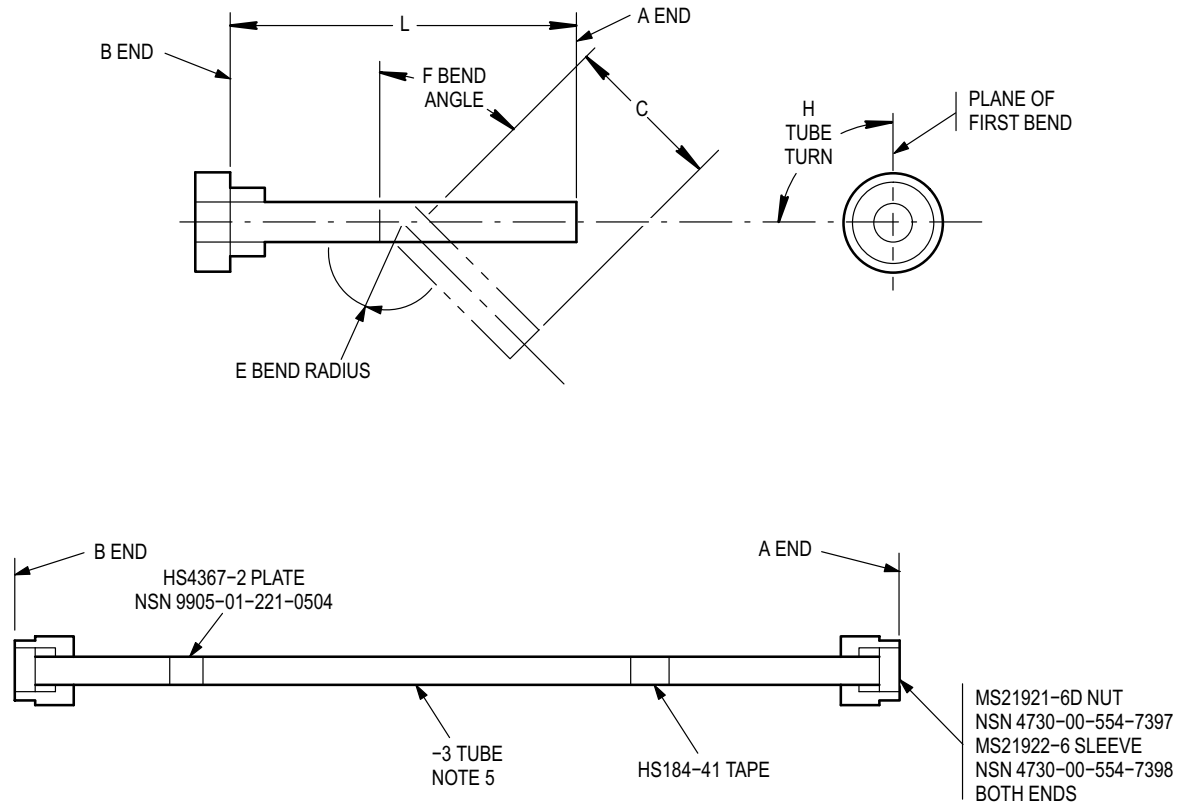 L
A END
B END
F BEND
ANGLE
C
H
TUBE
TURN
PLANE OF
FIRST BEND
E BEND RADIUS
B END
A END
HS4367−2 PLATE
NSN 9905−01−221−0504
−3 TUBE
NOTE 5
HS184−41 TAPE
MS21921−6D NUT
NSN 4730−00−554−7397
MS21922−6 SLEEVE
NSN 4730−00−554−7398
BOTH ENDS